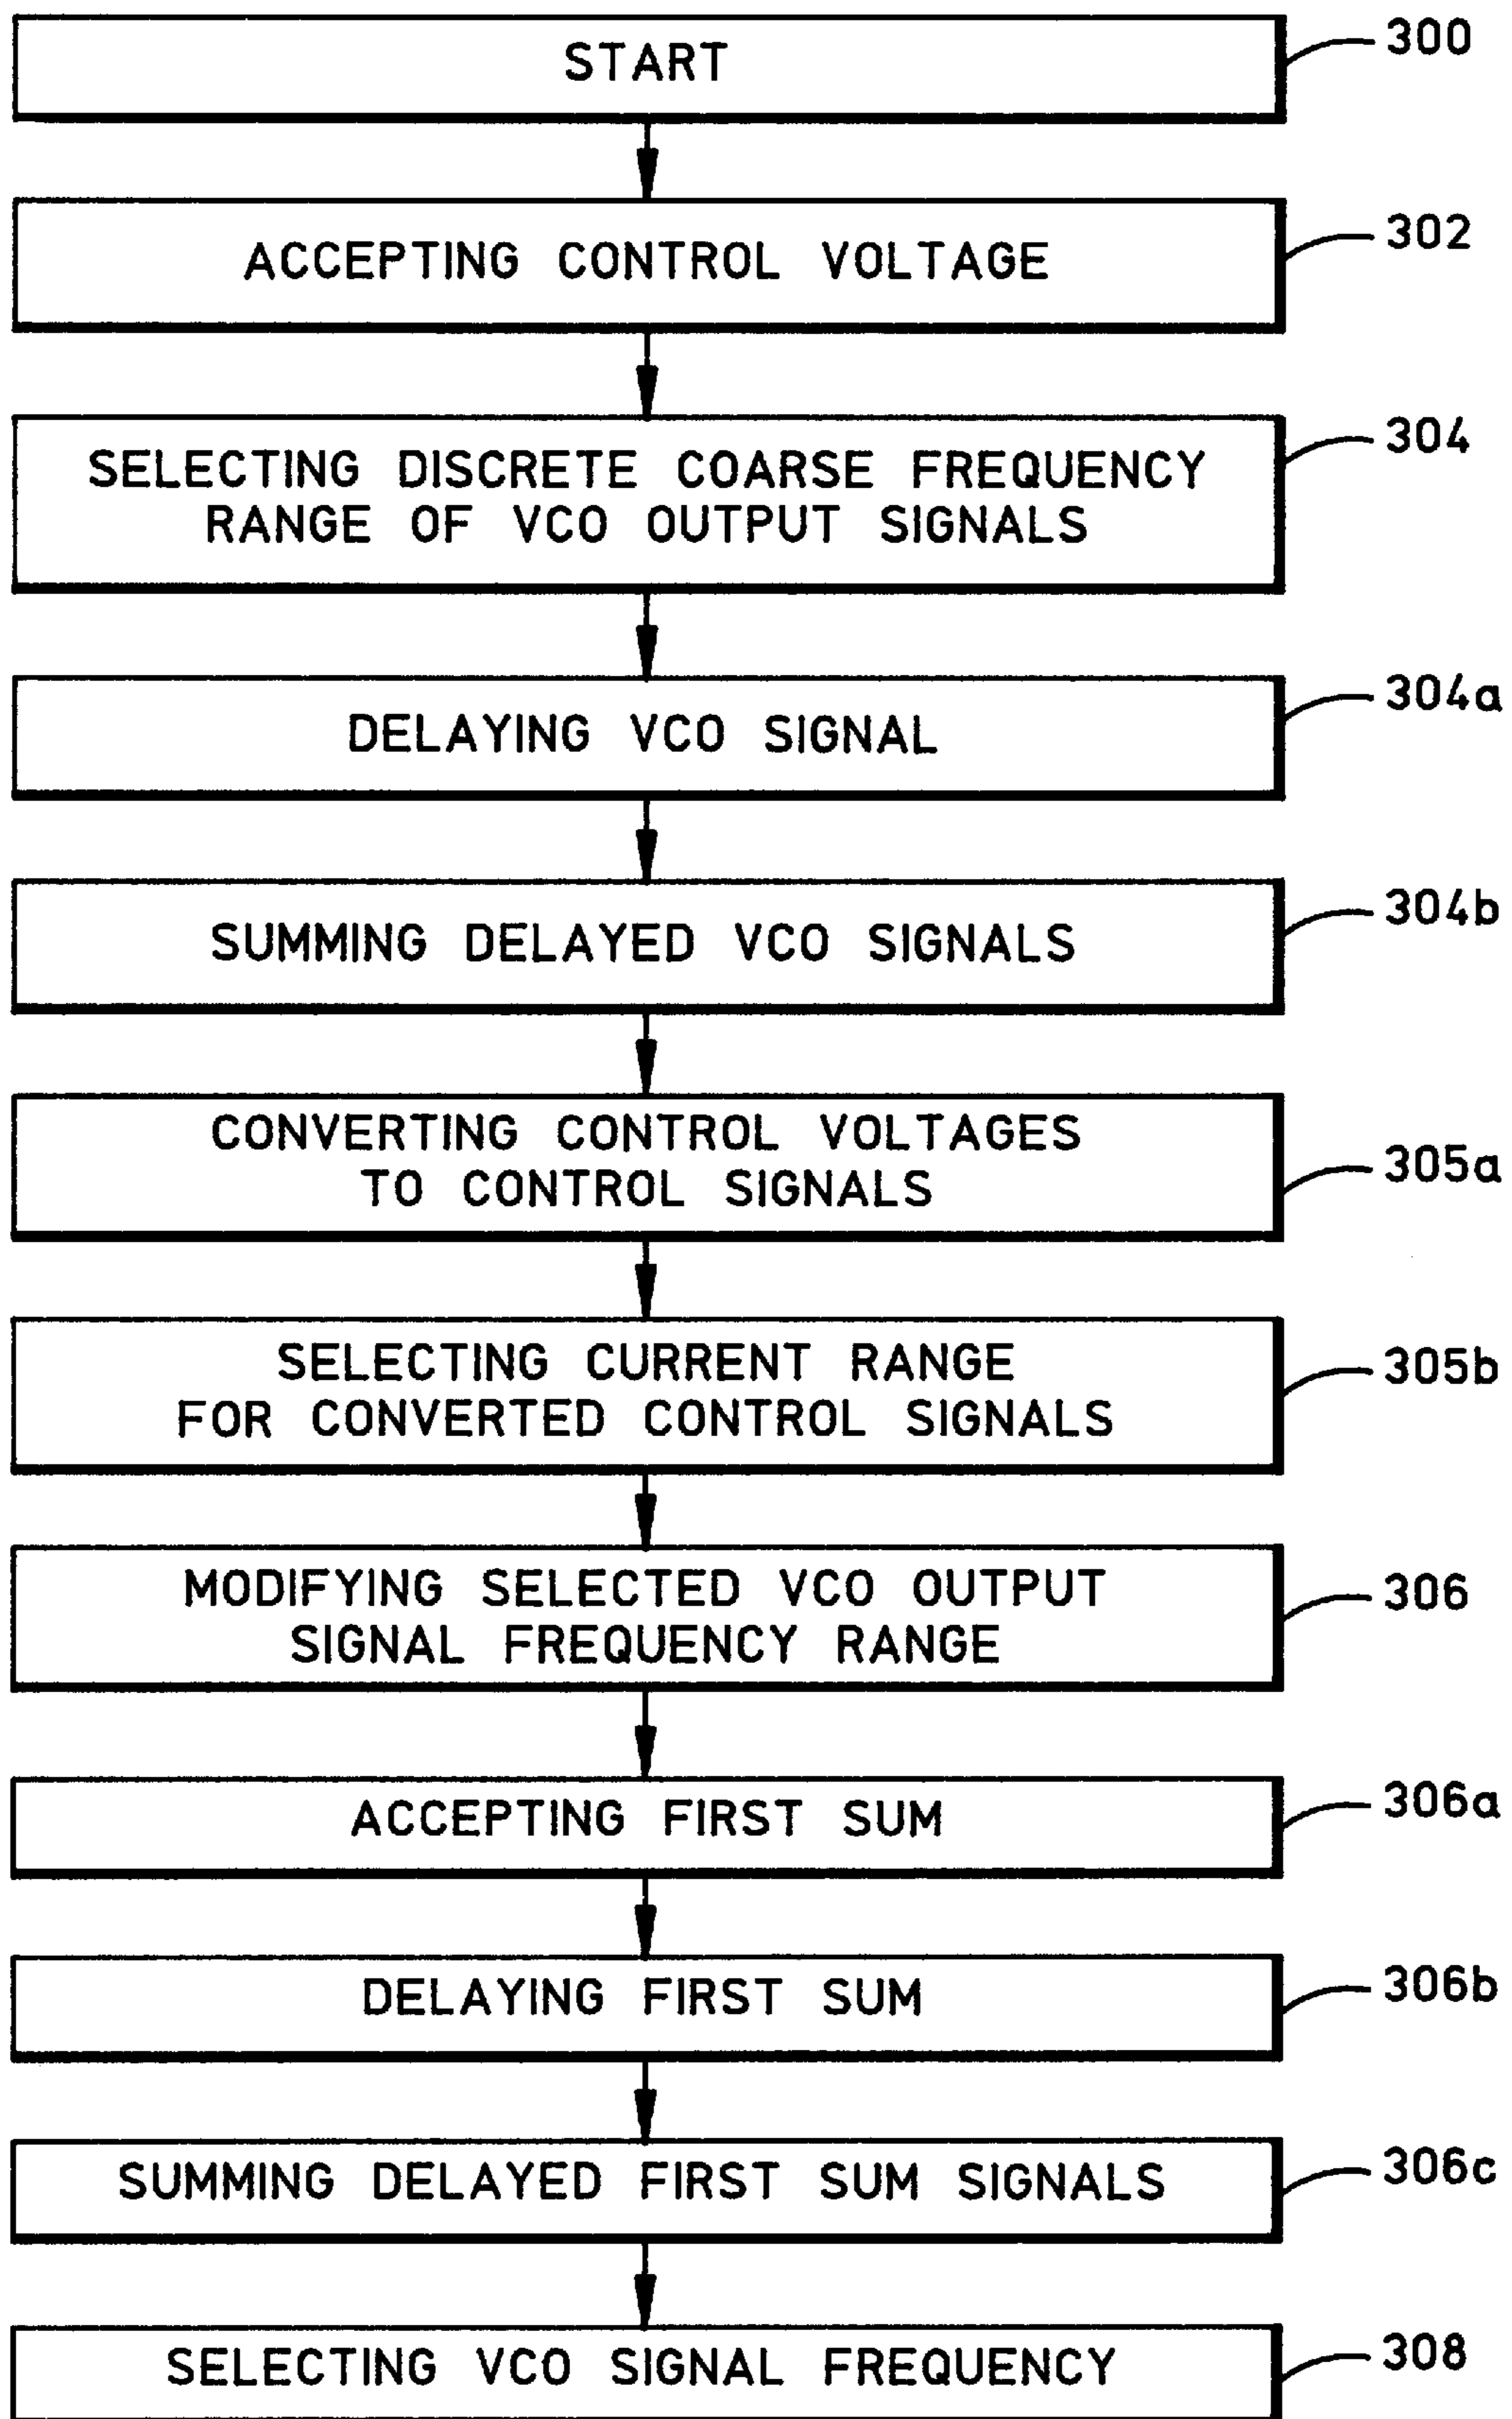 START
300
ACCEPTING CONTROL VOLTAGE
302
SELECTING DISCRETE COARSE FREQUENCY
RANGE OF VCO OUTPUT SIGNALS
304
DELAYING VCO SIGNAL
304a
SUMMING DELAYED VCO SIGNALS
304b
CONVERTING CONTROL VOLTAGES
TO CONTROL SIGNALS
305a
SELECTING CURRENT RANGE
FOR CONVERTED CONTROL SIGNALS
305b
MODIFYING SELECTED VCO OUTPUT
SIGNAL FREQUENCY RANGE
306
ACCEPTING FIRST SUM
306a
DELAYING FIRST SUM
306b
SUMMING DELAYED FIRST SUM SIGNALS
306c
SELECTING VCO SIGNAL FREQUENCY
308